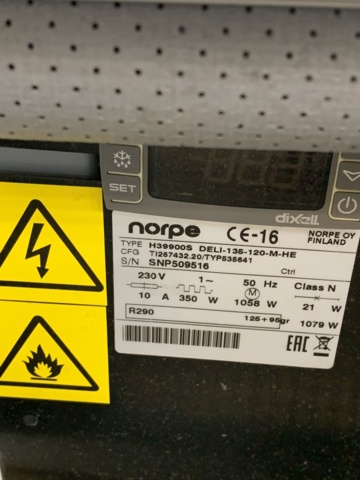 SET
dixell
norpe CE-16 NORPE OY
FINLAND
TYPE H39900S DELI-135-120-M-HE
CFG TI267432.20/TYP535641
S/N SNP509516
Ctrl
230 V 1~ 50 Hz Class N
M
10 A 350 W 1058 W 21 W
R290 125+95gr 1079 W
EAC